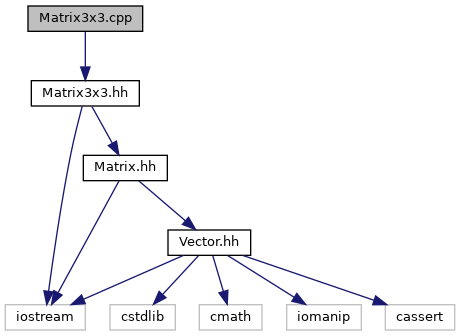 Matrix3x3.cpp
Matrix3x3.hh
Matrix.hh
Vector.hh
iostream
cstdlib
cmath
iomanip
cassert